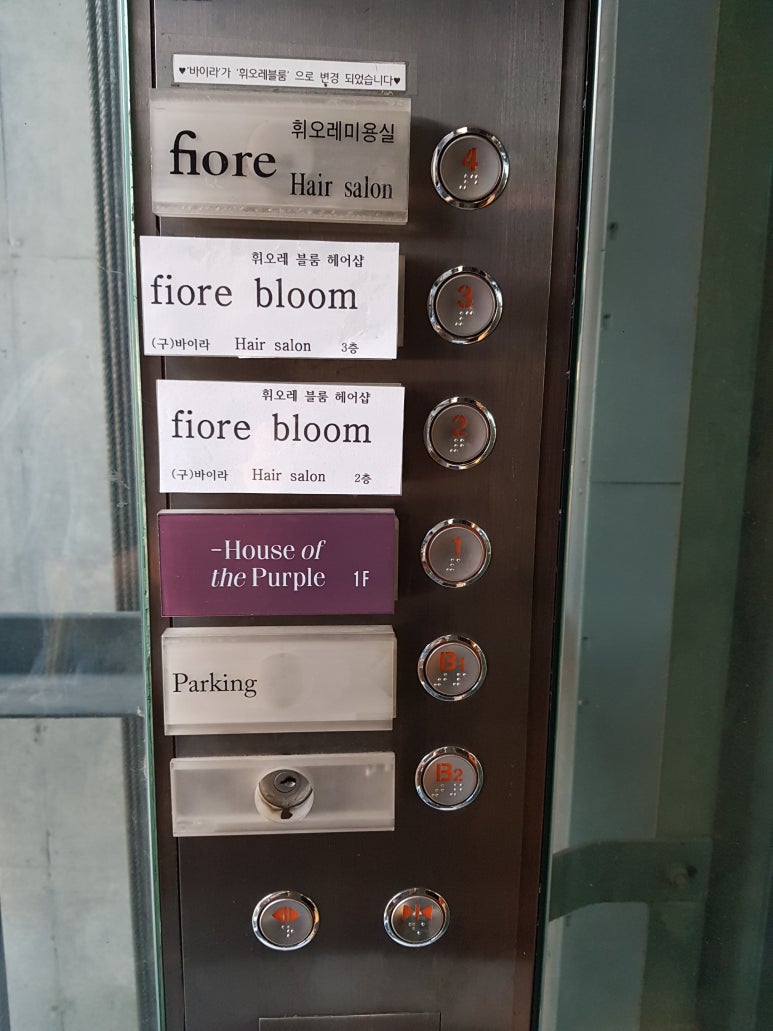 ♥'바이라'가 '휘오레블룸' 으로 변경 되었습니다♥
휘오레미용실
fiore
Hair salon
4
휘오레 블룸 헤어샵
fiore bloom
(구)바이라 Hair salon 3층
3
휘오레 블룸 헤어샵
fiore bloom
(구)바이라 Hair salon 2층
2
-House of
the Purple 1F
1
Parking
B1
B2